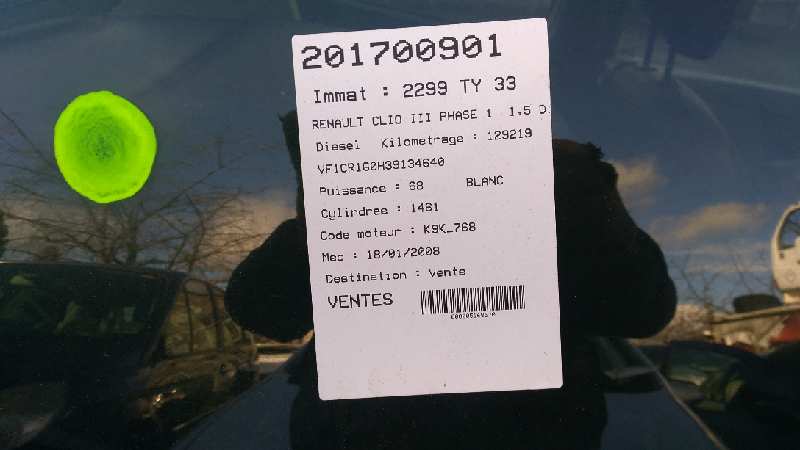 201700901
Immat : 2299 TY 33
RENAULT CLIO III PHASE 1 1.5 D
Diesel Kilometrage : 129219
VF1CR1G2H39134640
Puissance : 68 BLANC
Cylindree : 1461
Code moteur : K9K_768
Mec : 18/01/2008
Destination : Vente
VENTES